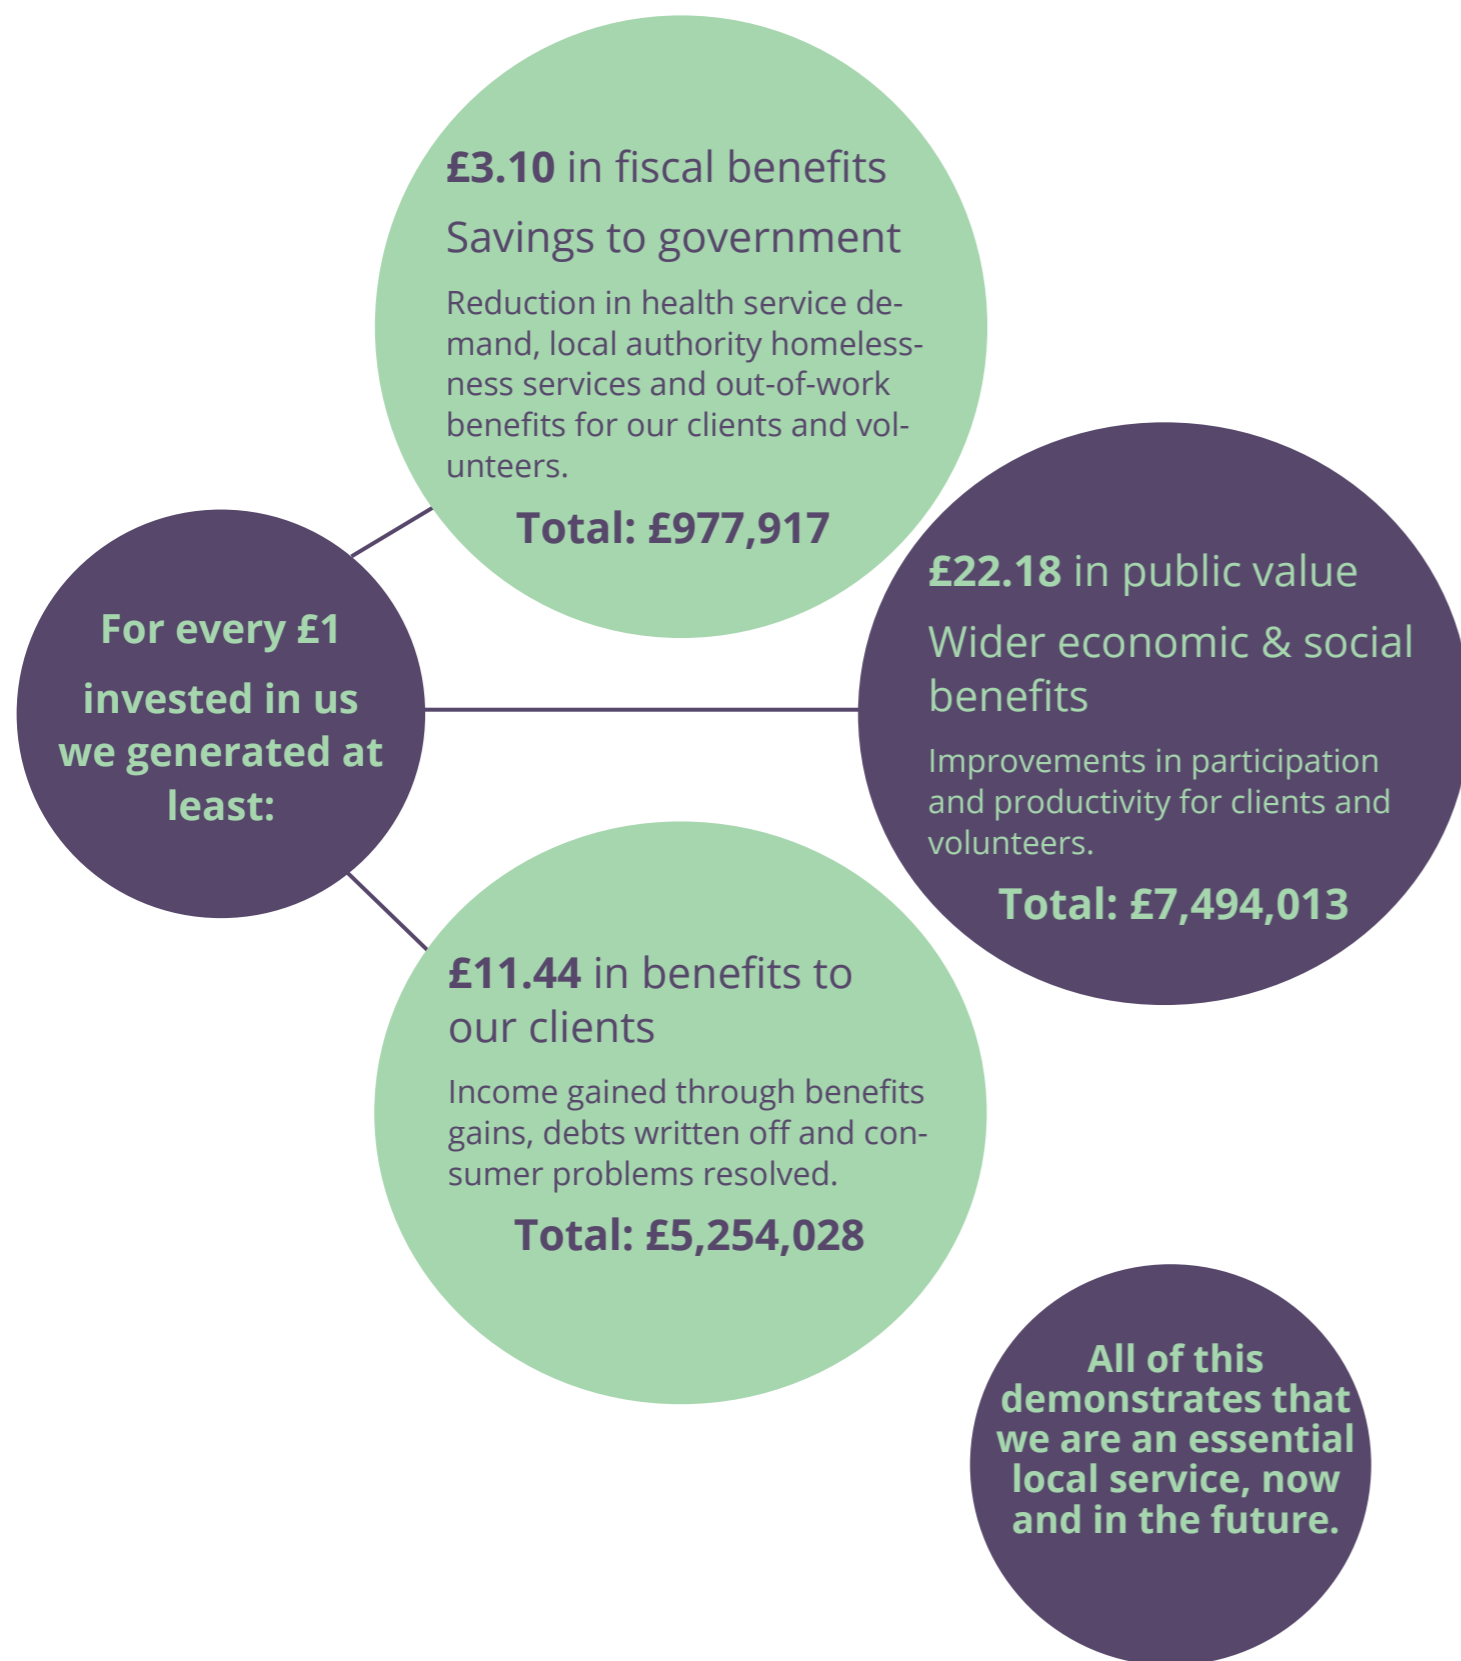 £3.10 in fiscal benefits
Savings to government
Reduction in health service de-
mand, local authority homeless-
ness services and out-of-work
benefits for our clients and vol-
unteers.
Total: £977,917
For every £1
invested in us
we generated at
least:
£22.18 in public value
Wider economic & social
benefits
Improvements in participation
and productivity for clients and
volunteers.
Total: £7,494,013
£11.44 in benefits to
our clients
Income gained through benefits
gains, debts written off and con-
sumer problems resolved.
Total: £5,254,028
All of this
demonstrates that
we are an essential
local service, now
and in the future.